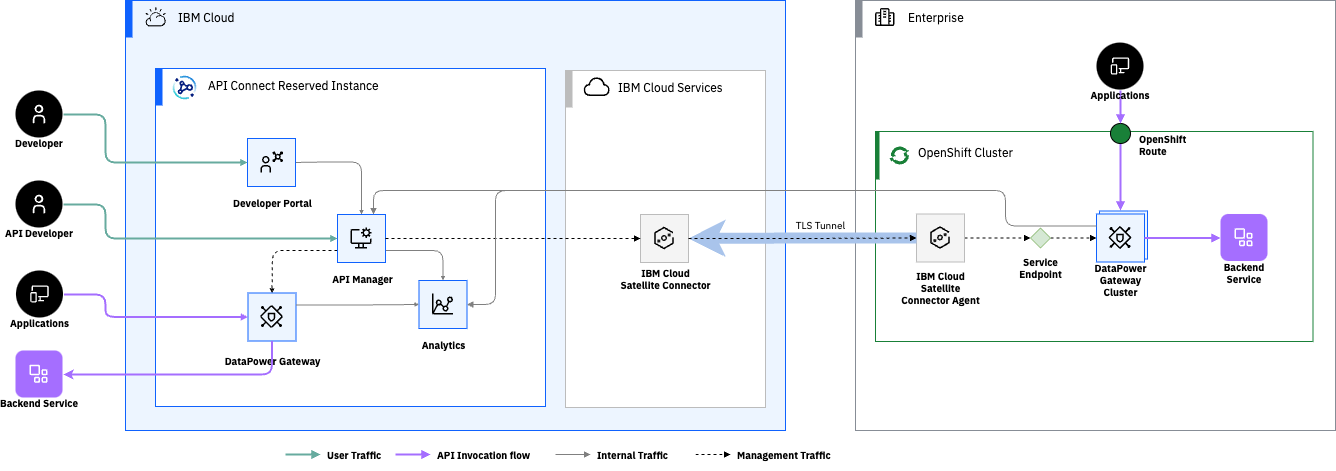 IBM Cloud
Enterprise
API Connect Reserved Instance
IBM Cloud Services
Applications
Developer
OpenShift
Route
OpenShift Cluster
Developer Portal
API Developer
TLS Tunnel
API Manager
IBM Cloud
Satellite Connector
IBM Cloud
Satellite
Connector Agent
Service
Endpoint
DataPower
Gateway
Cluster
Backend
Service
Applications
Analytics
DataPower Gateway
Backend Service
User Traffic
API Invocation flow
Internal Traffic
Management Traffic